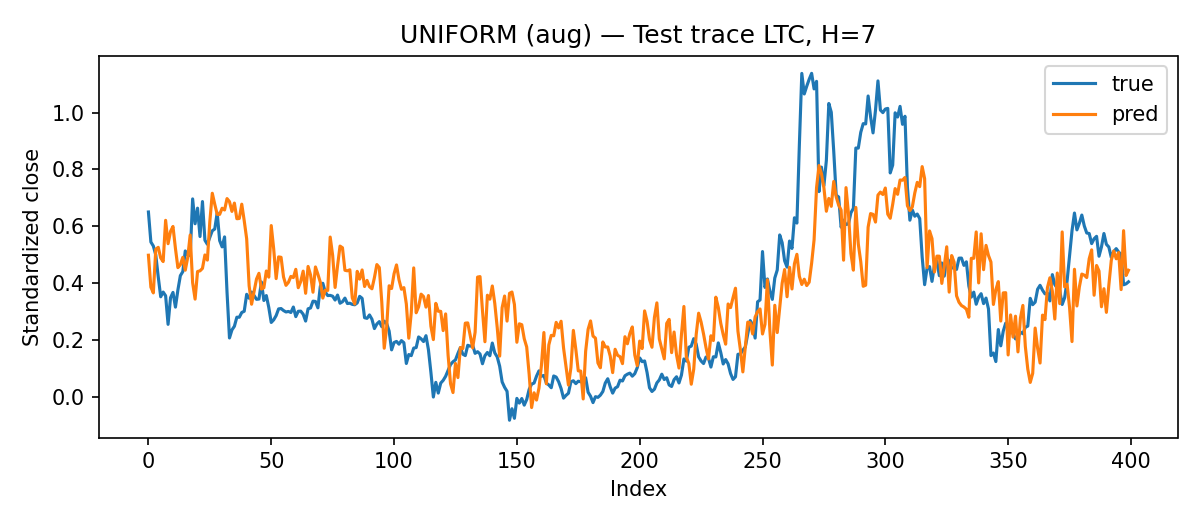 UNIFORM (aug) — Test trace LTC, H=7
true
pred
Standardized close
1.0
0.8
0.6
0.4
0.2
0.0
0 50 100 150 200 250 300 350 400
Index